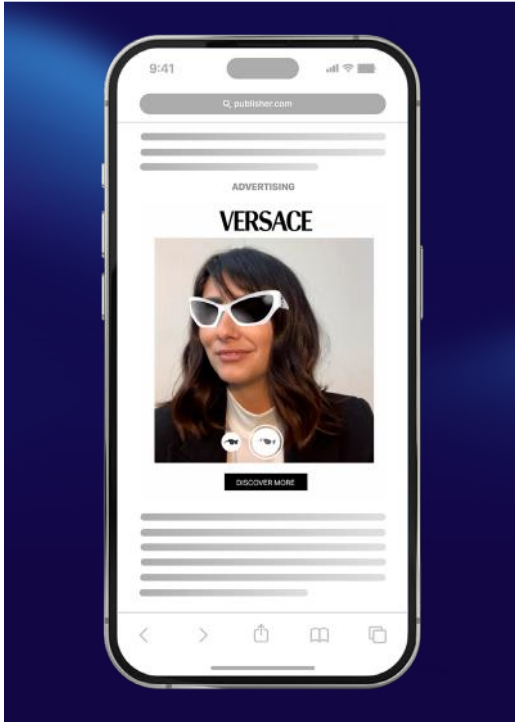 9:41
publisher.com
ADVERTISING
VERSACE
DISCOVER MORE